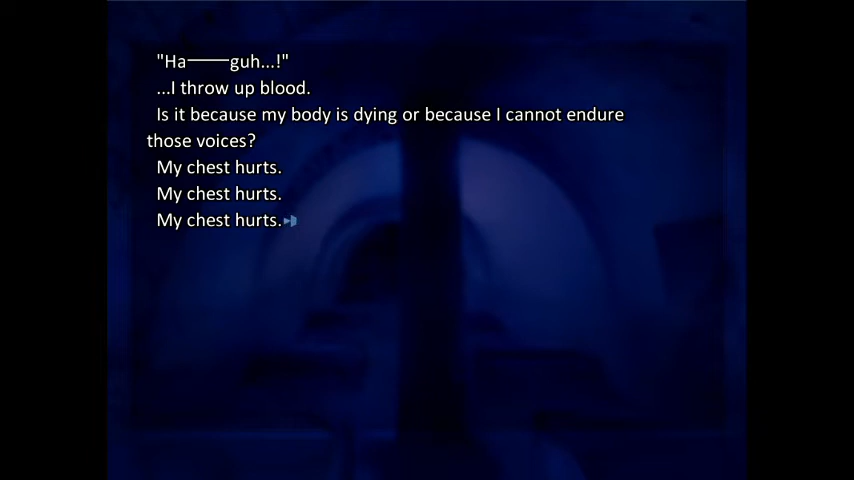 "Ha───guh...!"
...I throw up blood.
Is it because my body is dying or because I cannot endure
those voices?
My chest hurts.
My chest hurts.
My chest hurts.